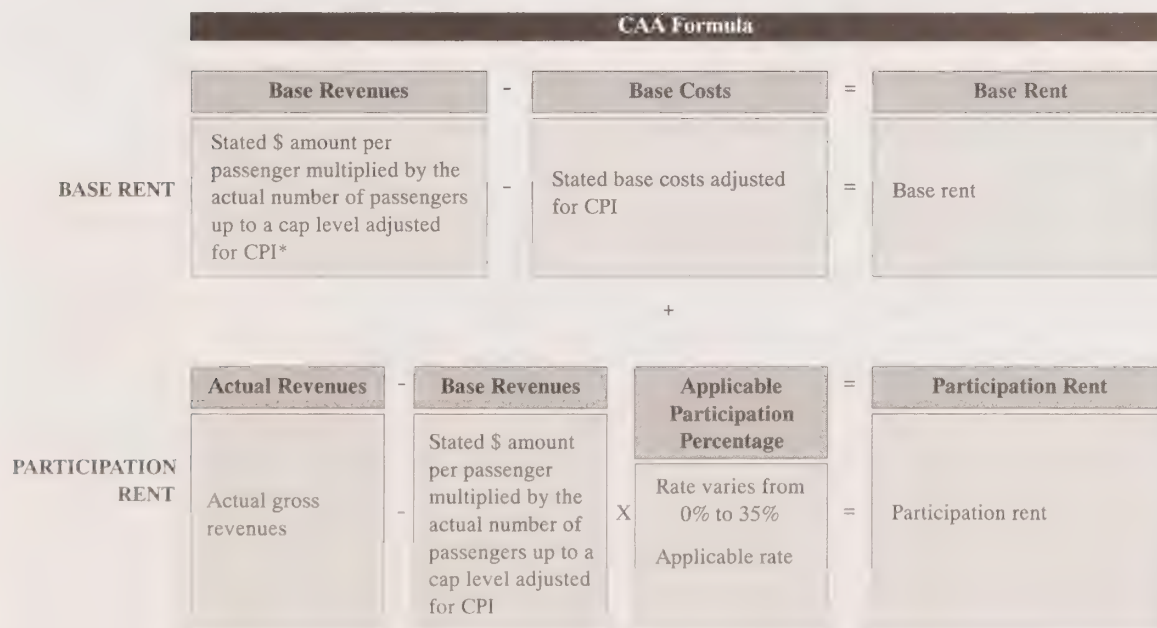 CAA Formula
Base Revenues - Base Costs = Base Rent
BASE RENT
Stated $ amount per
passenger multiplied by the
actual number of passengers
up to a cap level adjusted
for CPI*
-
Stated base costs adjusted
for CPI
=
Base rent
+
Actual Revenues - Base Revenues
Applicable
Participation
Percentage
= Participation Rent
PARTICIPATION
RENT
Actual gross
revenues
-
Stated $ amount
per passenger
multiplied by the
actual number of
passengers up to a
cap level adjusted
for CPI
X
Rate varies from
0% to 35%
Applicable rate
=
Participation rent